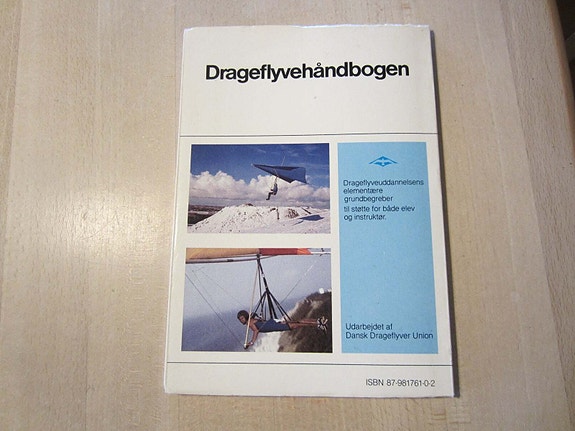 Drageflyvehåndbogen
Drageflyveuddannelsens
elementære
grundbegreber
til støtte for både elev
og instruktør.
Udarbejdet af
Dansk Drageflyver Union
ISBN 87-981761-0-2